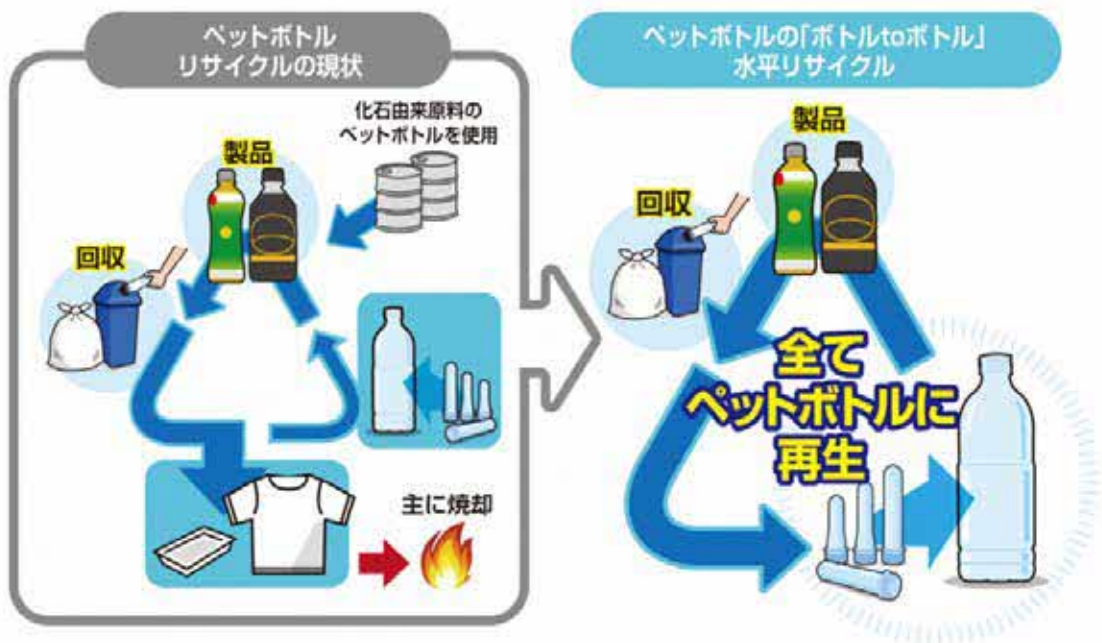 ペットボトル
リサイクルの現状
化石由来原料の
ペットボトルを使用
製品
回収
主に焼却
ペットボトルの「ボトルtoボトル」
水平リサイクル
製品
回収
全て
ペットボトルに
再生